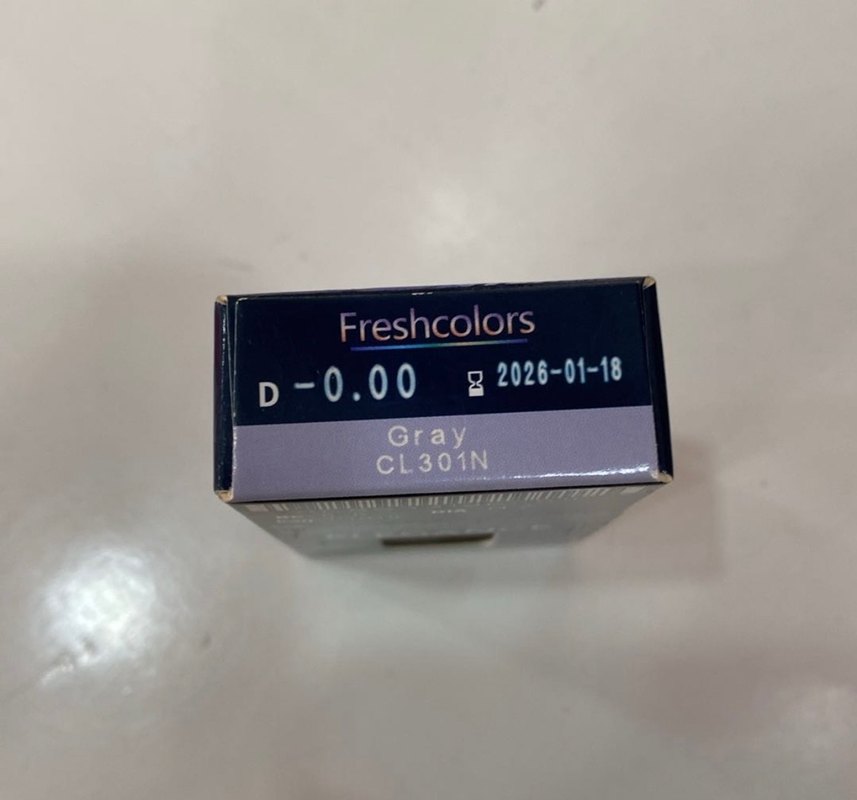 Freshcolors
D -0.00 2026-01-18
Gray
CL301N